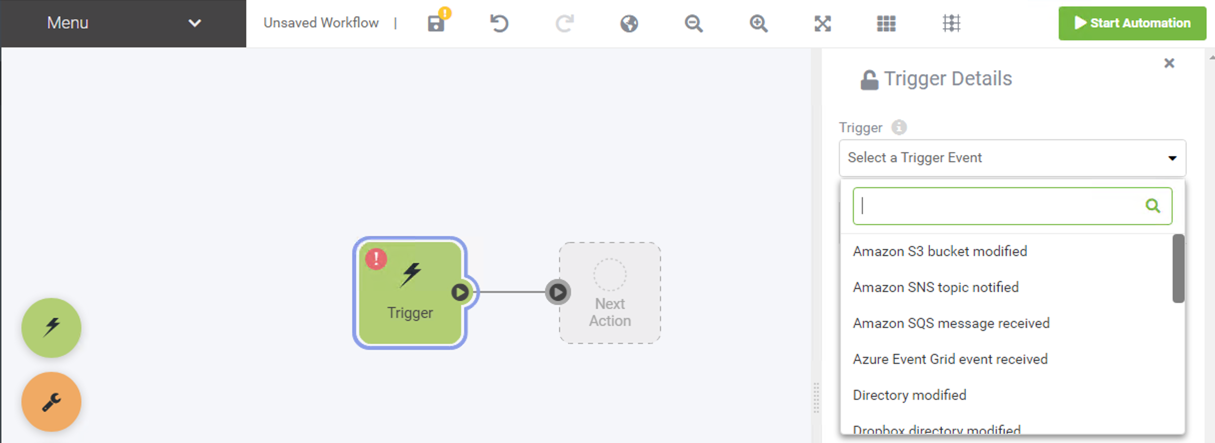 Menu
Unsaved Workflow |
!
Start Automation
Trigger Details
Trigger
Select a Trigger Event
Amazon S3 bucket modified
Amazon SNS topic notified
Amazon SQS message received
Azure Event Grid event received
Directory modified
Dropbox directory modified
!
Trigger
Next
Action